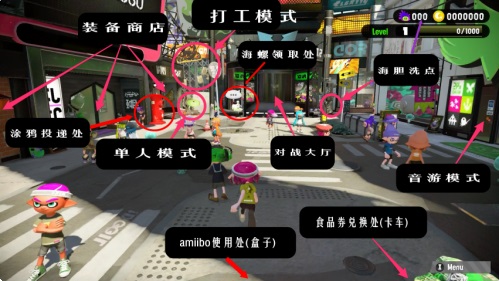 打工模式
装备商店
000 0000000
Level 1 0/1000
海螺领取处
海胆洗点
涂鸦投递处
单人模式
对战大厅
音游模式
食品券兑换处(卡车)
amiibo使用处(盒子)
X Menu